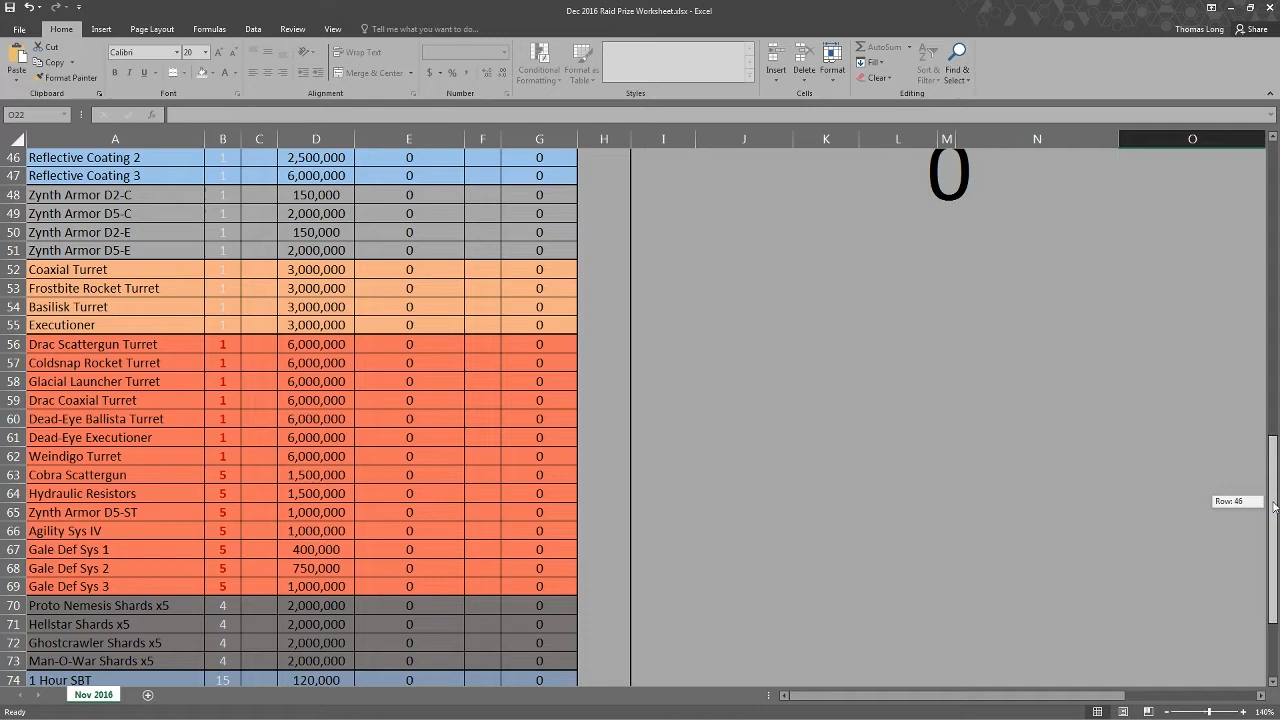 Dec 2016 Raid Prize Worksheet.xlsx - Excel
File Home Insert Page Layout Formulas Data Review View Tell me what you want to do... Thomas Long Share
Paste Cut Copy Format Painter Calibri 20 B I U Wrap Text Merge & Center $ % Conditional Formatting Format as Table Insert Delete Format AutoSum Fill Clear Sort & Filter Find & Select
Clipboard Font Alignment Number Styles Cells Editing
O22 fx
A B C D E F G H I J K L M N O
46 Reflective Coating 2 1 2,500,000 0 0 0
47 Reflective Coating 3 1 6,000,000 0 0
48 Zynth Armor D2-C 1 150,000 0 0
49 Zynth Armor D5-C 1 2,000,000 0 0
50 Zynth Armor D2-E 1 150,000 0 0
51 Zynth Armor D5-E 1 2,000,000 0 0
52 Coaxial Turret 1 3,000,000 0 0
53 Frostbite Rocket Turret 1 3,000,000 0 0
54 Basilisk Turret 1 3,000,000 0 0
55 Executioner 1 3,000,000 0 0
56 Drac Scattergun Turret 1 6,000,000 0 0
57 Coldsnap Rocket Turret 1 6,000,000 0 0
58 Glacial Launcher Turret 1 6,000,000 0 0
59 Drac Coaxial Turret 1 6,000,000 0 0
60 Dead-Eye Ballista Turret 1 6,000,000 0 0
61 Dead-Eye Executioner 1 6,000,000 0 0
62 Weindigo Turret 1 6,000,000 0 0
63 Cobra Scattergun 5 1,500,000 0 0
64 Hydraulic Resistors 5 1,500,000 0 0 Row: 46
65 Zynth Armor D5-ST 5 1,000,000 0 0
66 Agility Sys IV 5 1,000,000 0 0
67 Gale Def Sys 1 5 400,000 0 0
68 Gale Def Sys 2 5 750,000 0 0
69 Gale Def Sys 3 5 1,000,000 0 0
70 Proto Nemesis Shards x5 4 2,000,000 0 0
71 Hellstar Shards x5 4 2,000,000 0 0
72 Ghostcrawler Shards x5 4 2,000,000 0 0
73 Man-O-War Shards x5 4 2,000,000 0 0
74 1 Hour SBT 15 120,000 0 0
Nov 2016
Ready 140%